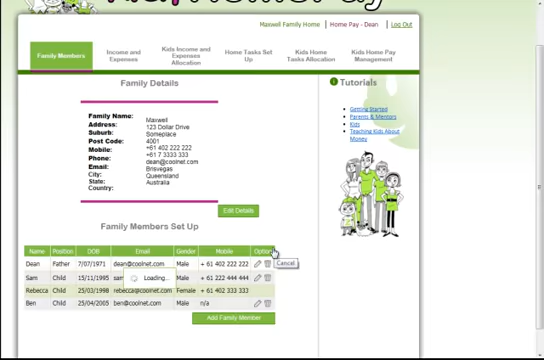 Maxwell Family Home | Home Pay - Dean | Log Out
Family Members
Income and Expenses
Kids Income and Expenses Allocation
Home Tasks Set Up
Kids Home Tasks Allocation
Kids Home Pay Management
Family Details
Family Name: Maxwell
Address: 123 Dollar Drive
Suburb: Someplace
Post Code: 4001
Mobile: +61 402 222 222
Phone: +61 7 3333 333
Email: dean@coolnet.com
City: Brisvegas
State: Queensland
Country: Australia
Edit Details
Tutorials
Getting Started
Parents & Mentors
Kids
Teaching Kids About
Money
Family Members Set Up
Name Position DOB Email Gender Mobile Option
Dean Father 7/07/1971 dean@coolnet.com Male + 61 402 222 222
Cancel
Sam Child 15/11/1995 sam Male + 61 222 444 444
Loading...
Rebecca Child 25/03/1998 rebecca@coolnet.com Female + 61 402 333 333
Ben Child 25/04/2005 ben@coolnet.com Male n/a
Add Family Member